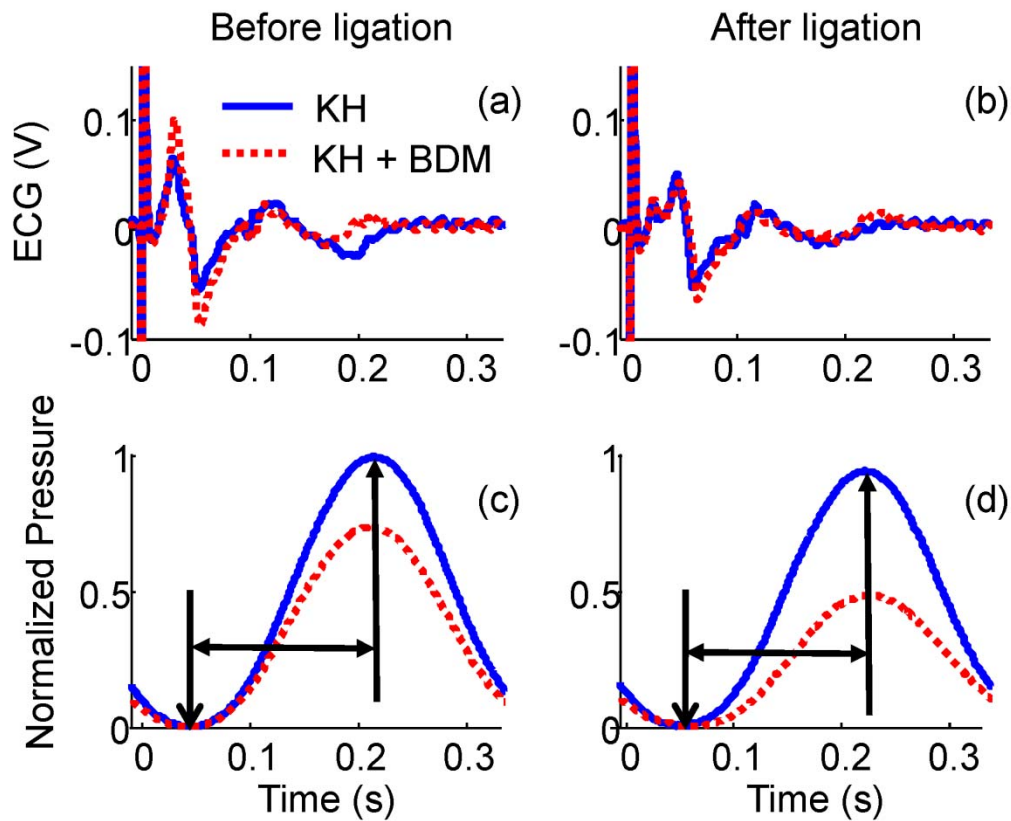 Before ligation
After ligation
ECG (V)
0.1
0
-0.1
KH
KH + BDM
(a)
0
0.1
0.2
0.3
0.1
0
-0.1
(b)
0
0.1
0.2
0.3
Normalized Pressure
1
0.5
0
(c)
0
0.1
0.2
0.3
Time (s)
1
0.5
0
(d)
0
0.1
0.2
0.3
Time (s)